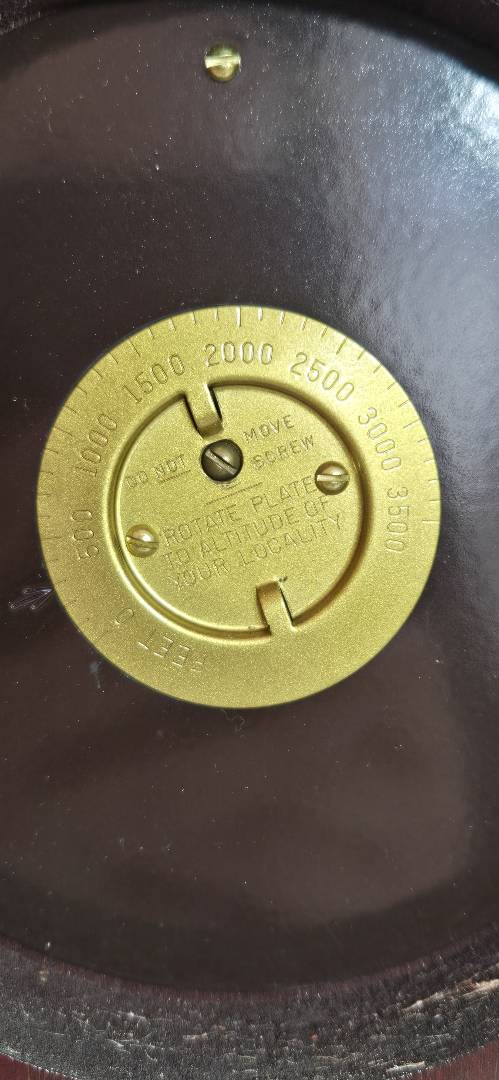 FEET 0 500 1000 1500 2000 2500 3000 3500
DO NOT MOVE
SCREW
ROTATE PLATE
TO ALTITUDE OF
YOUR LOCALITY